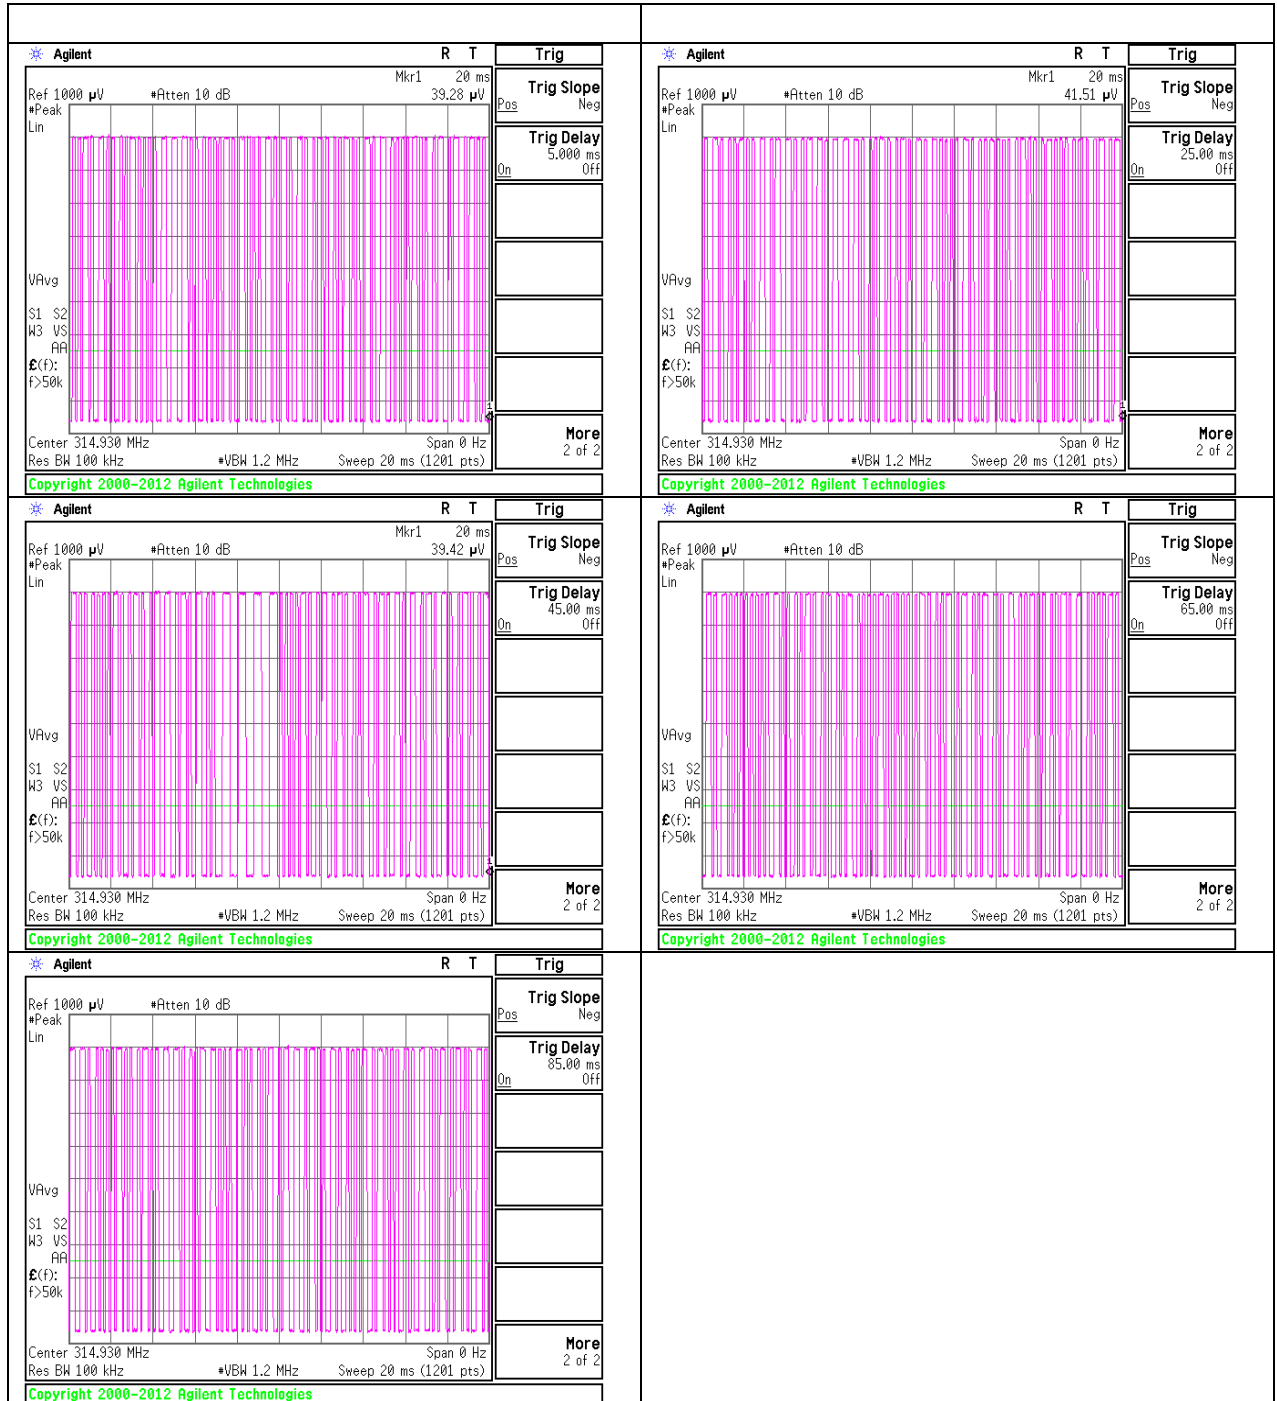 Agilent R T Trig
Mkr1 20 ms
Ref 1000 µV #Atten 10 dB 39.28 µV
#Peak
Lin
VAvg
S1 S2
W3 VS
AA
£(f):
f>50k
1
Center 314.930 MHz Span 0 Hz
Res BW 100 kHz #VBW 1.2 MHz Sweep 20 ms (1201 pts)
Trig Slope
Pos Neg
Trig Delay
5.000 ms
On Off
More
2 of 2
Copyright 2000-2012 Agilent Technologies
Agilent R T Trig
Mkr1 20 ms
Ref 1000 µV #Atten 10 dB 41.51 µV
#Peak
Lin
VAvg
S1 S2
W3 VS
AA
£(f):
f>50k
1
Center 314.930 MHz Span 0 Hz
Res BW 100 kHz #VBW 1.2 MHz Sweep 20 ms (1201 pts)
Trig Slope
Pos Neg
Trig Delay
25.00 ms
On Off
More
2 of 2
Copyright 2000-2012 Agilent Technologies
Agilent R T Trig
Mkr1 20 ms
Ref 1000 µV #Atten 10 dB 39.42 µV
#Peak
Lin
VAvg
S1 S2
W3 VS
AA
£(f):
f>50k
1
Center 314.930 MHz Span 0 Hz
Res BW 100 kHz #VBW 1.2 MHz Sweep 20 ms (1201 pts)
Trig Slope
Pos Neg
Trig Delay
45.00 ms
On Off
More
2 of 2
Copyright 2000-2012 Agilent Technologies
Agilent R T Trig
Ref 1000 µV #Atten 10 dB
#Peak
Lin
VAvg
S1 S2
W3 VS
AA
£(f):
f>50k
Center 314.930 MHz Span 0 Hz
Res BW 100 kHz #VBW 1.2 MHz Sweep 20 ms (1201 pts)
Trig Slope
Pos Neg
Trig Delay
65.00 ms
On Off
More
2 of 2
Copyright 2000-2012 Agilent Technologies
Agilent R T Trig
Ref 1000 µV #Atten 10 dB
#Peak
Lin
VAvg
S1 S2
W3 VS
AA
£(f):
f>50k
Center 314.930 MHz Span 0 Hz
Res BW 100 kHz #VBW 1.2 MHz Sweep 20 ms (1201 pts)
Trig Slope
Pos Neg
Trig Delay
85.00 ms
On Off
More
2 of 2
Copyright 2000-2012 Agilent Technologies